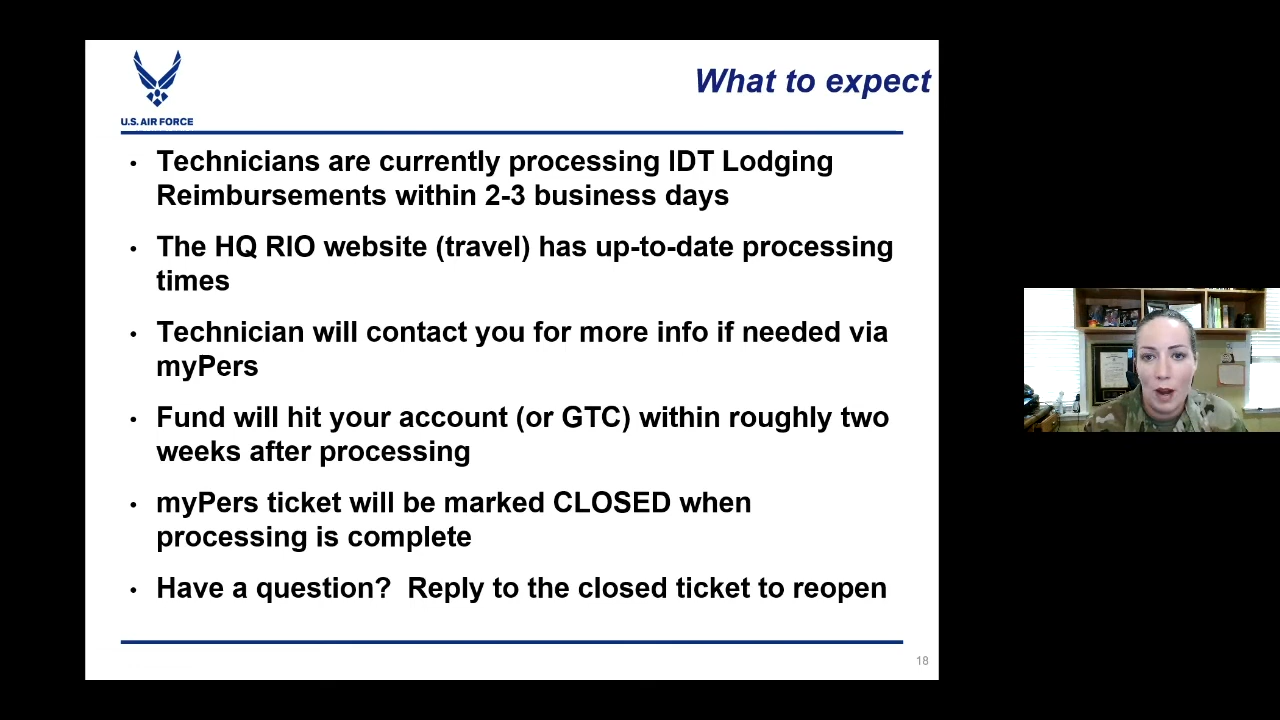 What to expect
U.S. AIR FORCE
• Technicians are currently processing IDT Lodging
Reimbursements within 2-3 business days
• The HQ RIO website (travel) has up-to-date processing
times
• Technician will contact you for more info if needed via
myPers
• Fund will hit your account (or GTC) within roughly two
weeks after processing
• myPers ticket will be marked CLOSED when
processing is complete
• Have a question?  Reply to the closed ticket to reopen
18